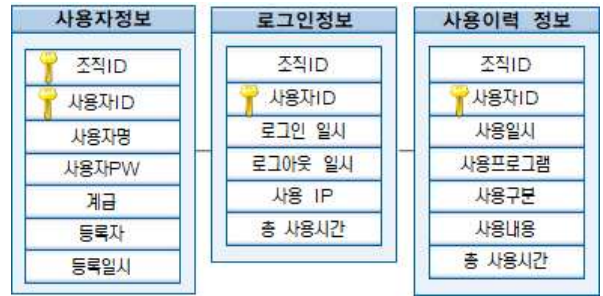 사용자정보
조직ID
사용자ID
사용자명
사용자PW
계급
등록자
등록일시
로그인정보
조직ID
사용자ID
로그인 일시
로그아웃 일시
사용 IP
총 사용시간
사용이력 정보
조직ID
사용자ID
사용일시
사용프로그램
사용구분
사용내용
총 사용시간